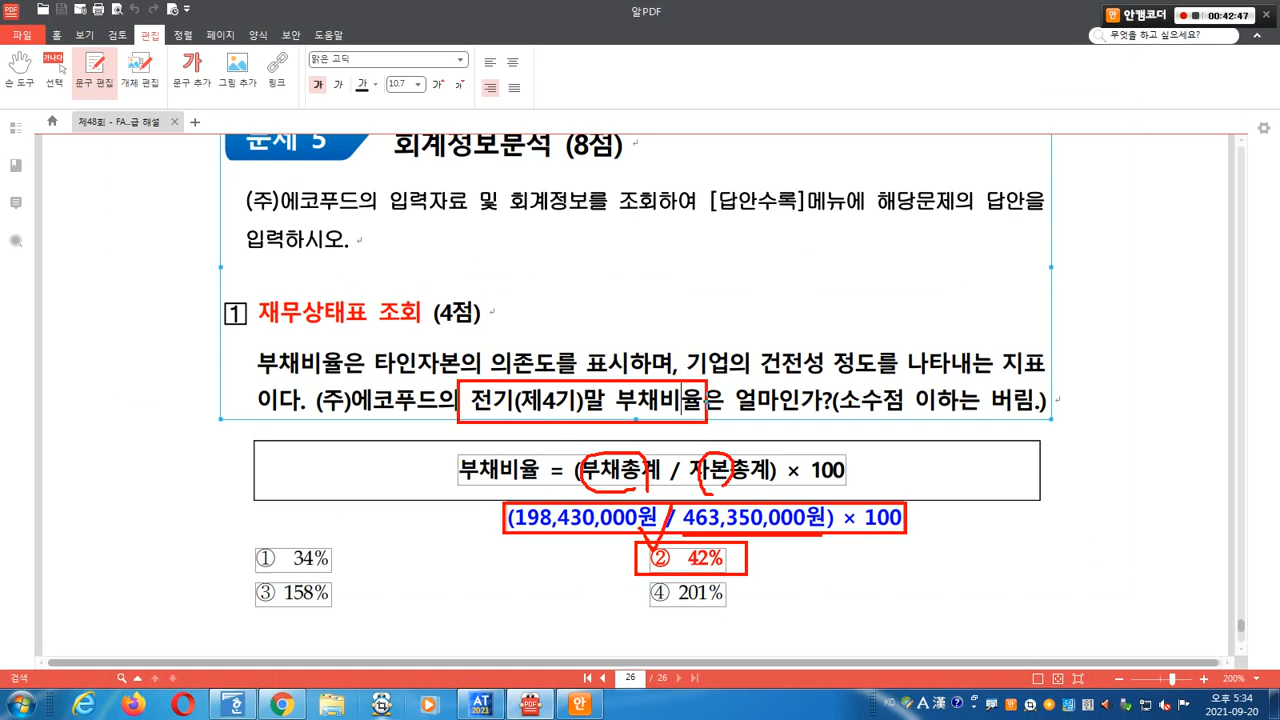 알PDF
안캠코더
00:42:47
파일 홈 보기 검토 편집 정렬 페이지 양식 보안 도움말
무엇을 하고 싶으세요?
가나다
맑은 고딕
10.7
손 도구 선택 문구 편집 개체 편집 문구 추가 그림 추가 링크
제48회 - FA...급 해설
문제 5 회계정보분석 (8점)
(주)에코푸드의 입력자료 및 회계정보를 조회하여 [답안수록]메뉴에 해당문제의 답안을
입력하시오.
1 재무상태표 조회 (4점)
부채비율은 타인자본의 의존도를 표시하며, 기업의 건전성 정도를 나타내는 지표
이다. (주)에코푸드의 전기(제4기)말 부채비율은 얼마인가?(소수점 이하는 버림.)
부채비율 = (부채총계 / 자본총계) × 100
(198,430,000원 / 463,350,000원) × 100
① 34% ② 42%
③ 158% ④ 201%
검색 26 / 26 200%
AT 2021
오후 5:34
2021-09-20